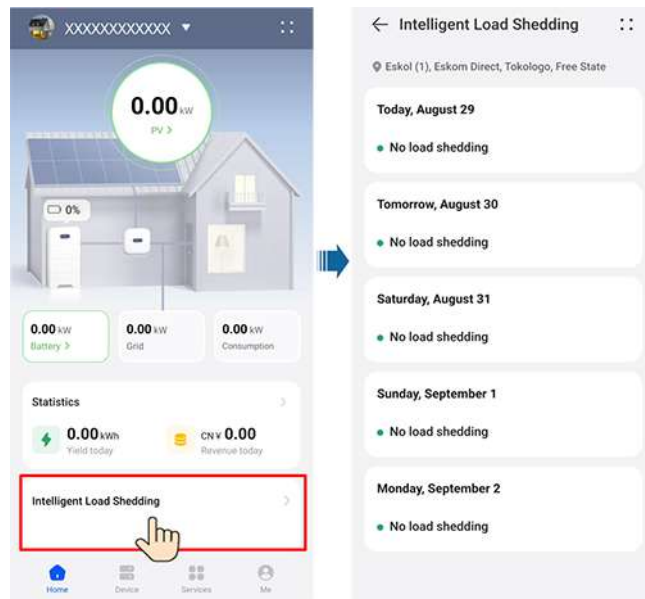 XXXXXXXXXXXX
0.00 kW
PV >
0%
0.00 kW
Battery >
0.00 kW
Grid
0.00 kW
Consumption
Statistics
0.00 kWh
Yield today
CN¥ 0.00
Revenue today
Intelligent Load Shedding
Home
Device
Services
Me
Intelligent Load Shedding
Eskol (1), Eskom Direct, Tokologo, Free State
Today, August 29
No load shedding
Tomorrow, August 30
No load shedding
Saturday, August 31
No load shedding
Sunday, September 1
No load shedding
Monday, September 2
No load shedding